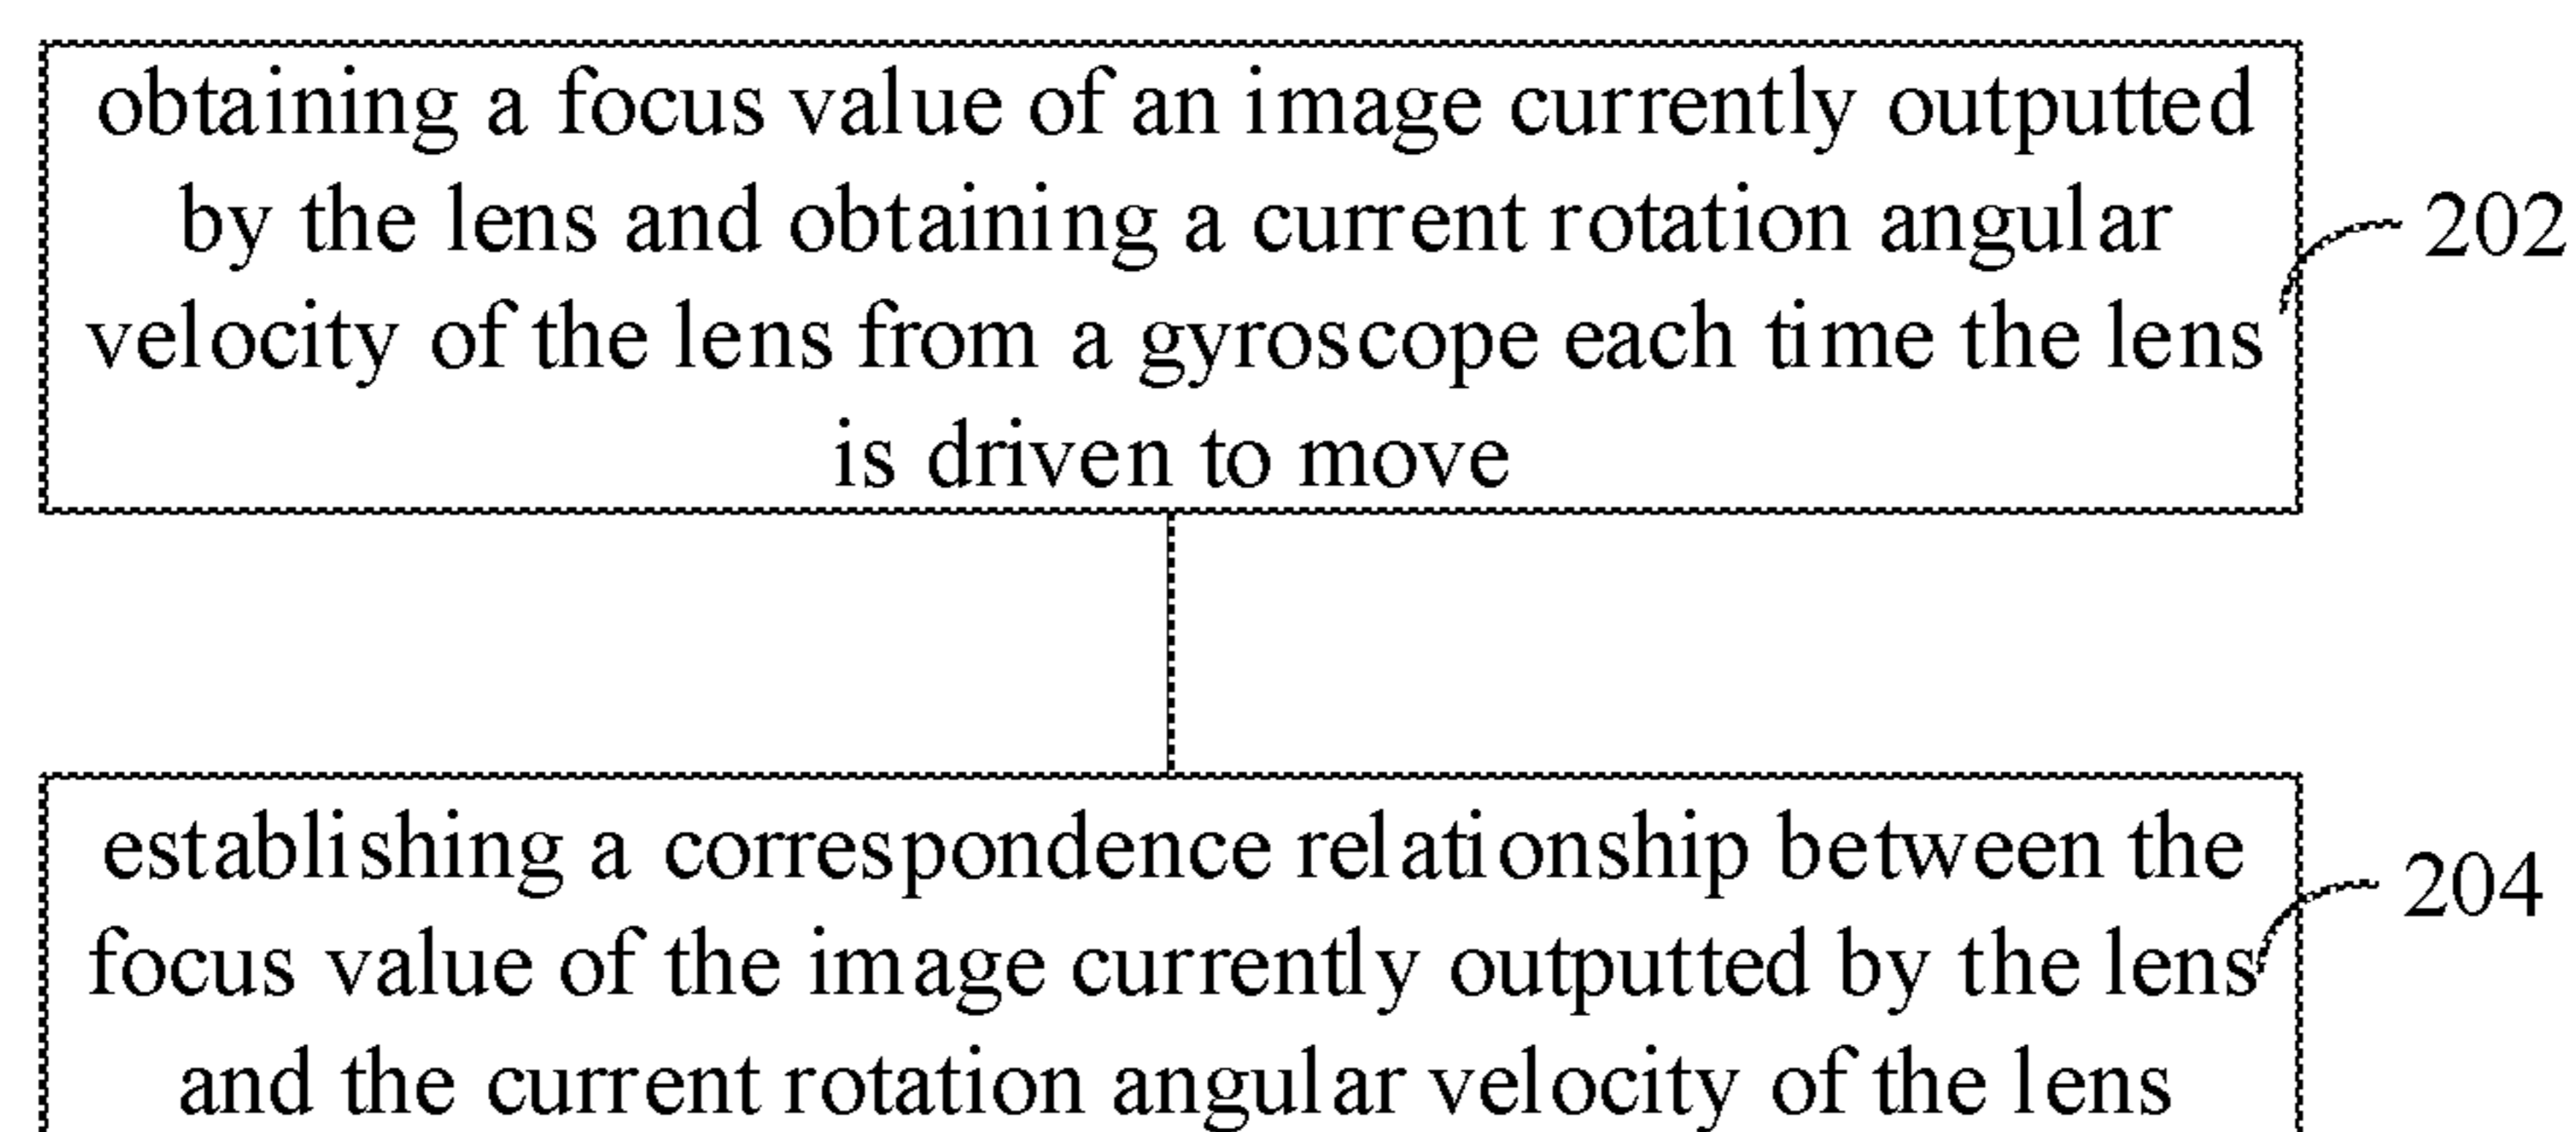 obtaining a focus value of an image currently outputted
by the lens and obtaining a current rotation angular
velocity of the lens from a gyroscope each time the lens
is driven to move
202
establishing a correspondence relationship between the
focus value of the image currently outputted by the lens
and the current rotation angular velocity of the lens
204